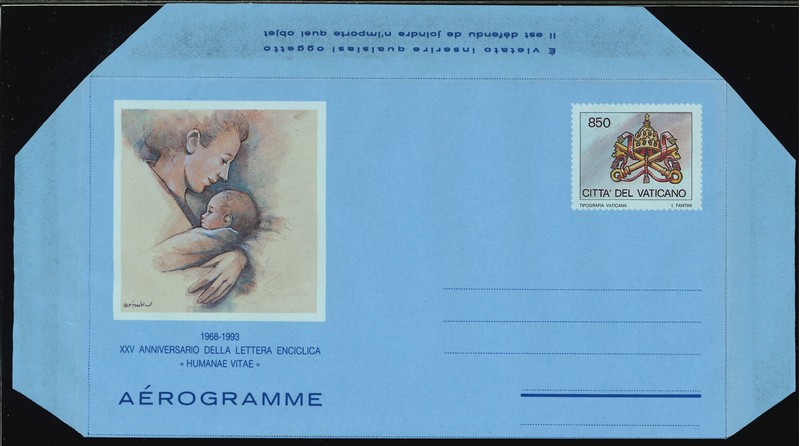 Il est défendu de joindre n'importe quel objet
È vietato inserire qualsiasi oggetto
850
CITTA' DEL VATICANO
TIPOGRAFIA VATICANA I. FANTINI
1968-1993
XXV ANNIVERSARIO DELLA LETTERA ENCICLICA
« HUMANAE VITAE »
AÉROGRAMME